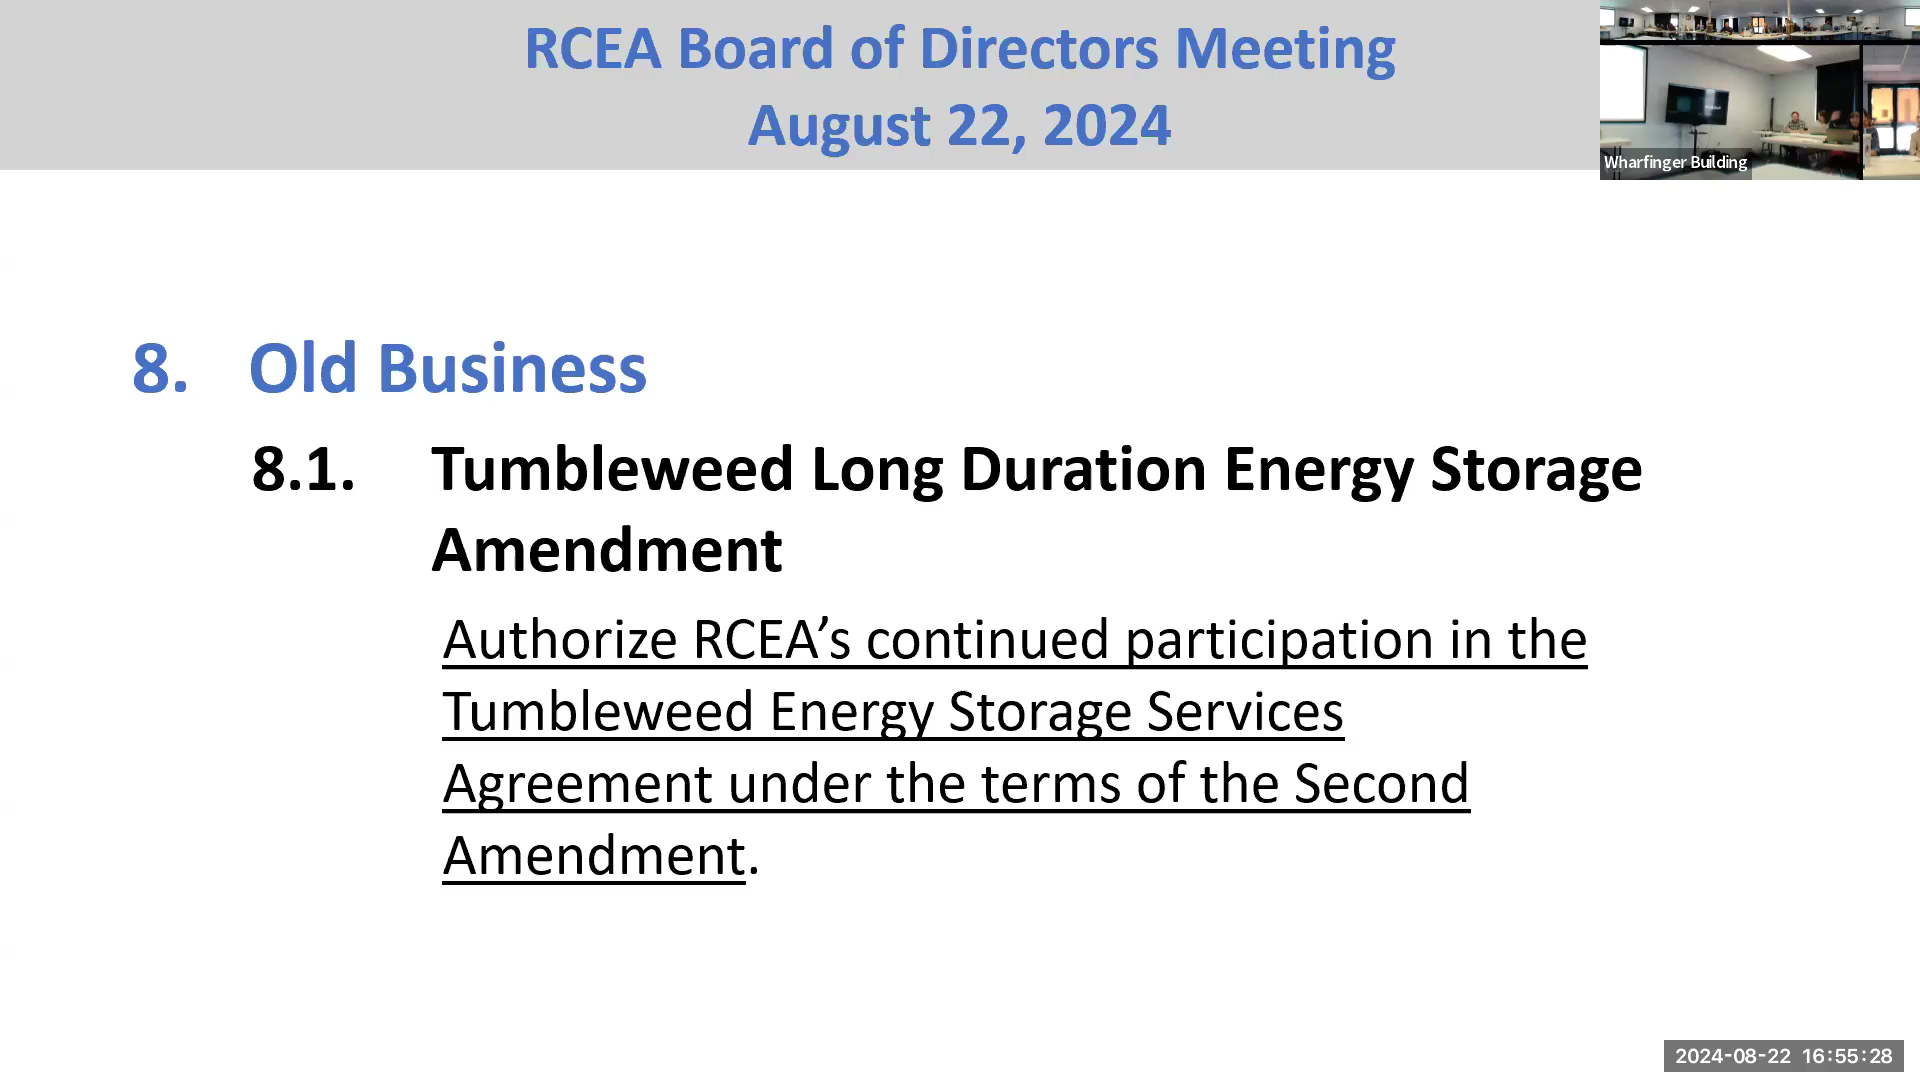 RCEA Board of Directors Meeting
August 22, 2024
Wharfinger Building
8. Old Business
8.1. Tumbleweed Long Duration Energy Storage
Amendment
Authorize RCEA’s continued participation in the
Tumbleweed Energy Storage Services
Agreement under the terms of the Second
Amendment.
2024-08-22 16:55:28